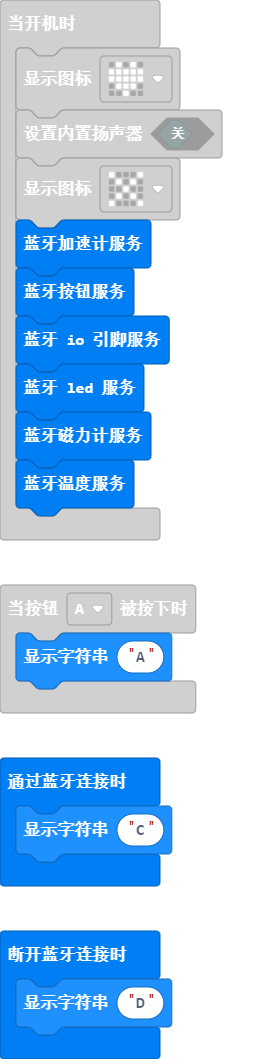 当开机时
显示图标
设置内置扬声器 关
显示图标
蓝牙加速计服务
蓝牙按钮服务
蓝牙 io 引脚服务
蓝牙 led 服务
蓝牙磁力计服务
蓝牙温度服务
当按钮 A 被按下时
显示字符串 "A"
通过蓝牙连接时
显示字符串 "C"
断开蓝牙连接时
显示字符串 "D"